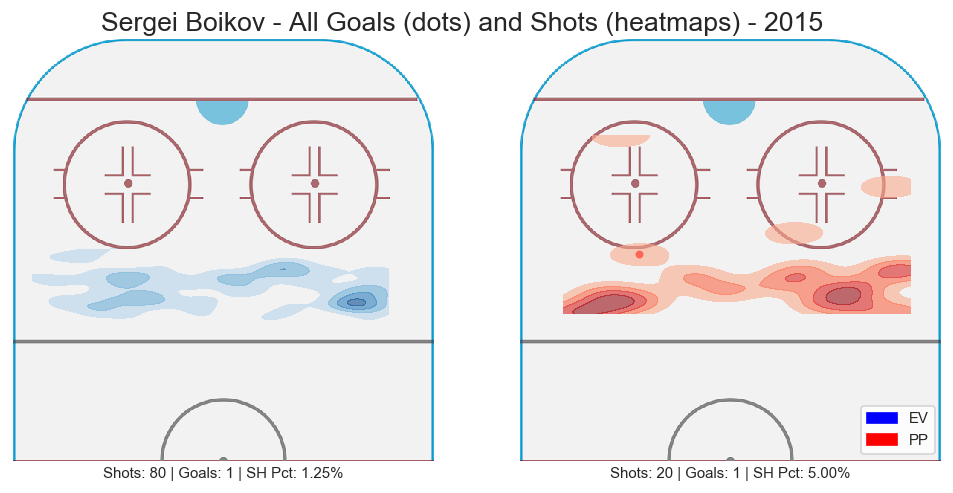 Sergei Boikov - All Goals (dots) and Shots (heatmaps) - 2015
EV
PP
Shots: 80 | Goals: 1 | SH Pct: 1.25%
Shots: 20 | Goals: 1 | SH Pct: 5.00%